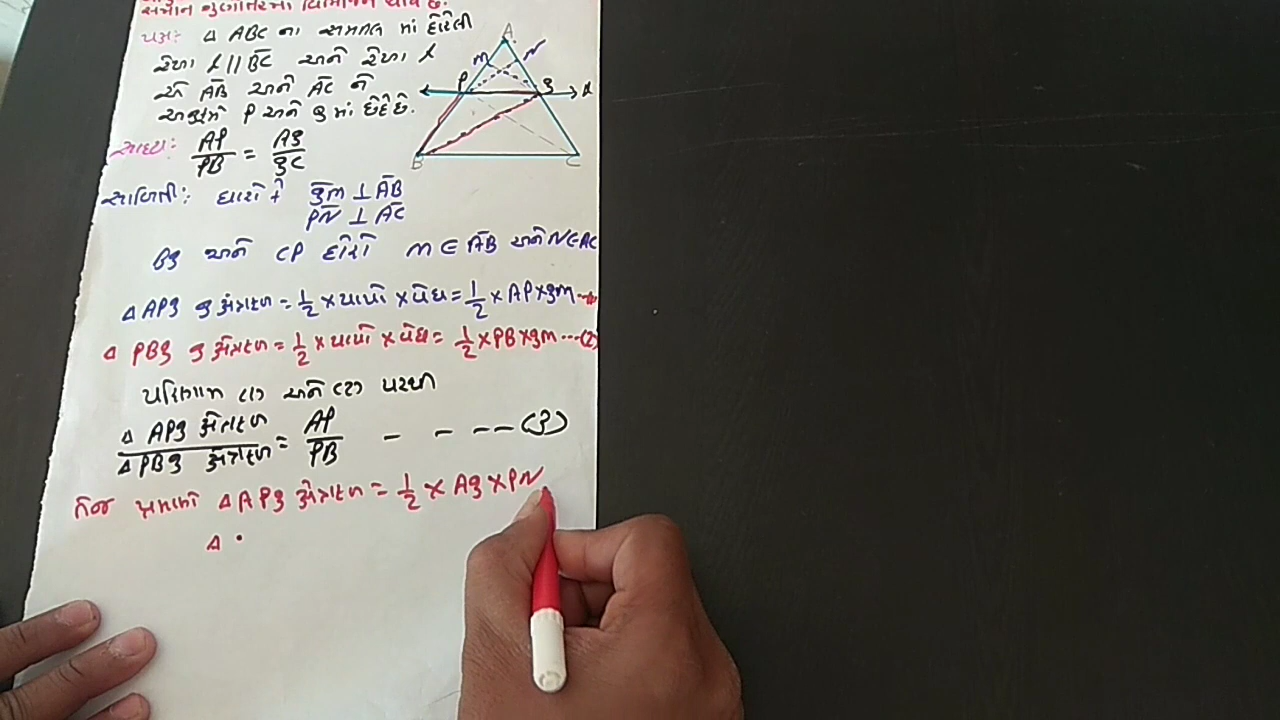 સમાન ગુણોત્તરમાં વિભાજન થાય છે.
પક્ષ: Δ ABC ના સમતલ માં દોરેલી
રેખા l || BC અને રેખા l
એ AB અને AC ને
અનુક્રમે P અને Q માં છેદે છે.
સાધ્ય: AP/PB = AQ/QC
A
M N
P Q l
B C
સાબિતી: ધારો કે QM ⊥ AB
PN ⊥ AC
BQ અને CP દોરો M ∈ AB અને N ∈ AC
Δ APQ નું ક્ષેત્રફળ = 1/2 × પાયો × વેધ = 1/2 × AP × QM
Δ PBQ નું ક્ષેત્રફળ = 1/2 × પાયો × વેધ = 1/2 × PB × QM ...(2)
પરિણામ (1) અને (2) પરથી
Δ APQ ક્ષેત્રફળ / Δ PBQ ક્ષેત્રફળ = AP/PB - - - - (3)
તેજ પ્રમાણે Δ APQ ક્ષેત્રફળ = 1/2 × AQ × PN
Δ